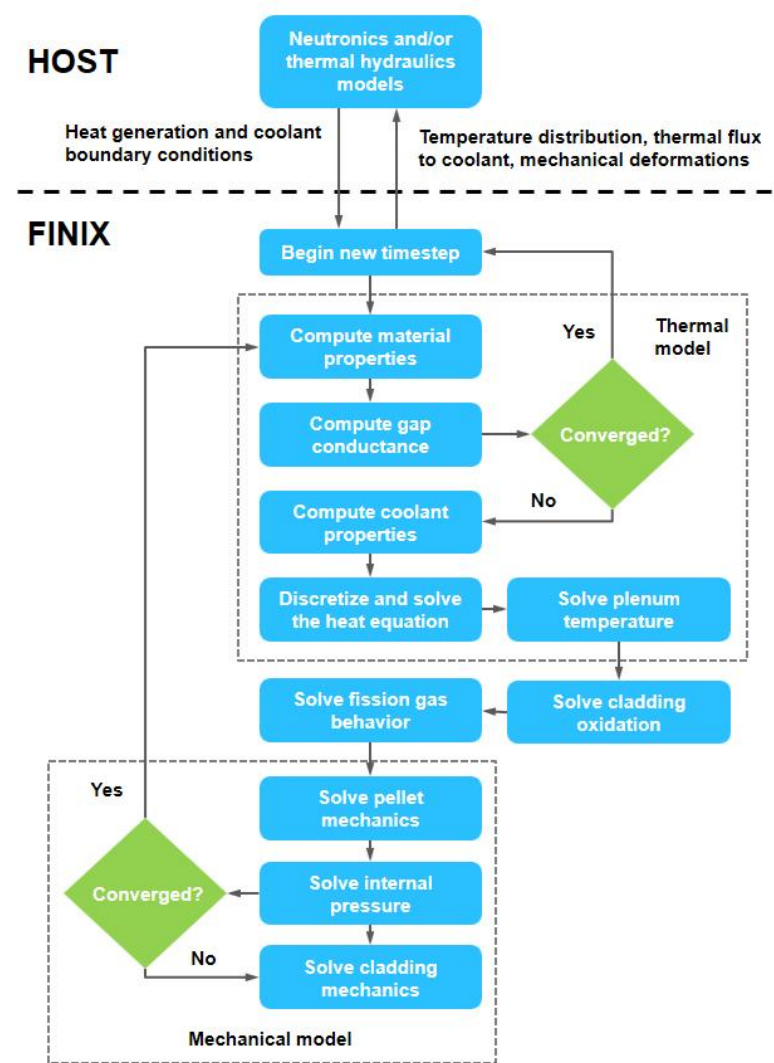 HOST
Neutronics and/or
thermal hydraulics
models
Heat generation and coolant
boundary conditions
Temperature distribution, thermal flux
to coolant, mechanical deformations
FINIX
Begin new timestep
Compute material
properties
Yes
Thermal
model
Compute gap
conductance
Converged?
No
Compute coolant
properties
Discretize and solve
the heat equation
Solve plenum
temperature
Solve fission gas
behavior
Solve cladding
oxidation
Yes
Solve pellet
mechanics
Converged?
Solve internal
pressure
No
Solve cladding
mechanics
Mechanical model